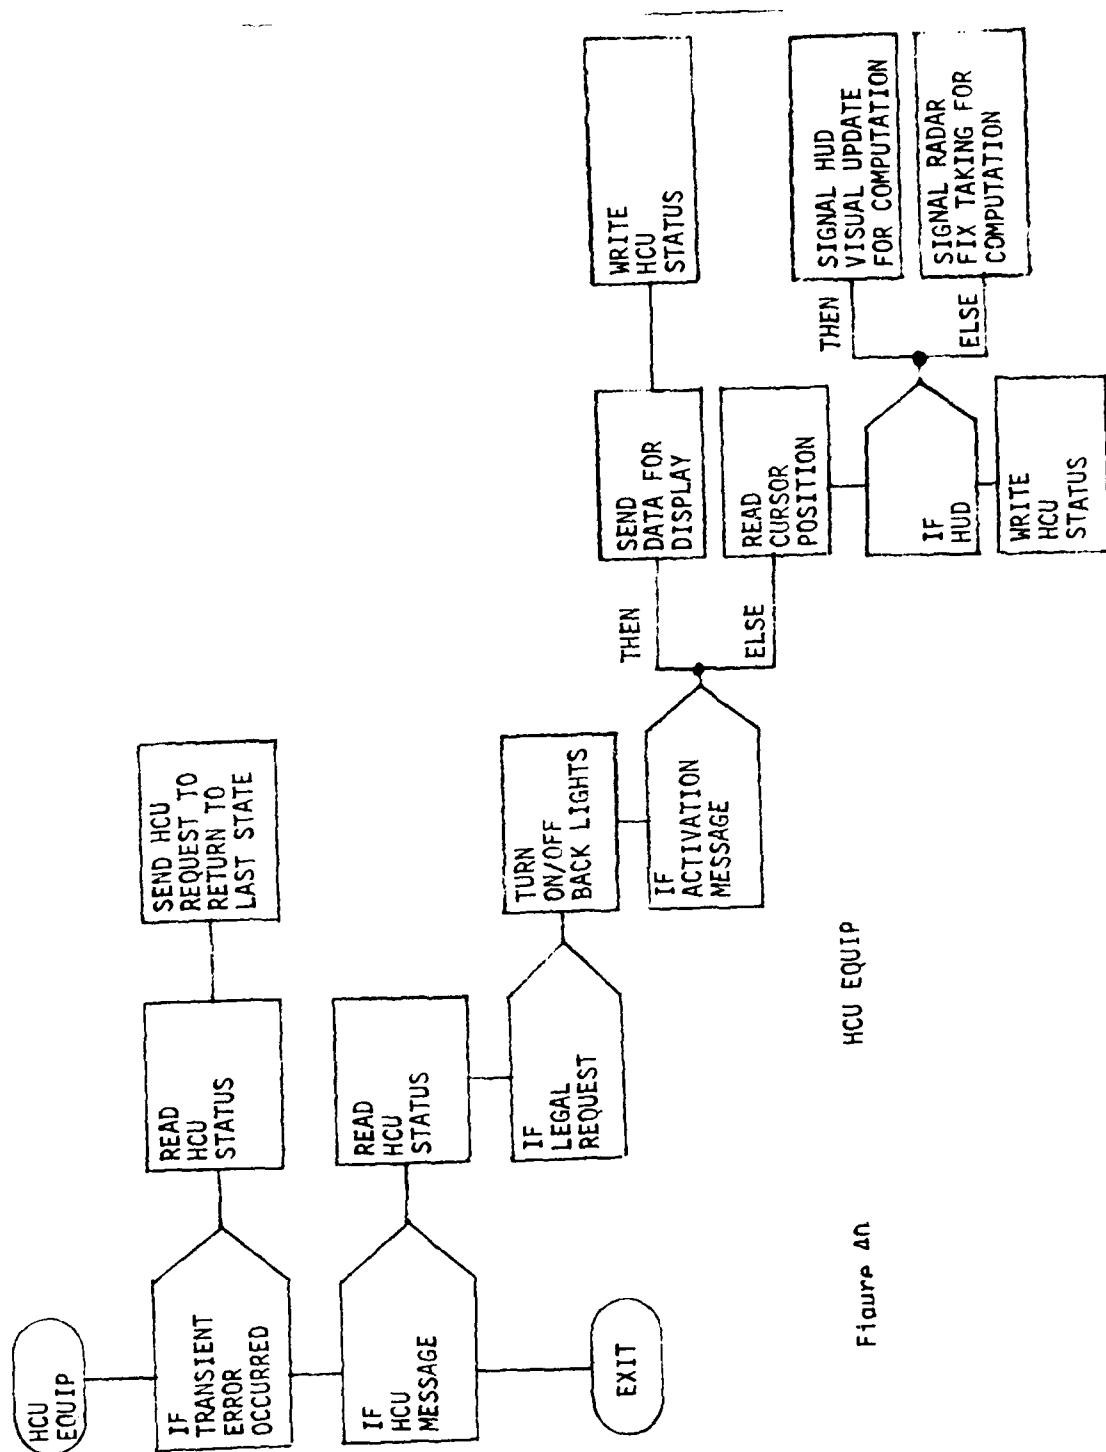 HCU
EQUIP
IF
TRANSIENT
ERROR
OCCURRED
READ
HCU
STATUS
SEND HCU
REQUEST TO
RETURN TO
LAST STATE
IF
HCU
MESSAGE
READ
HCU
STATUS
IF
LEGAL
REQUEST
TURN
ON/OFF
BACK LIGHTS
IF
ACTIVATION
MESSAGE
THEN
SEND
DATA FOR
DISPLAY
WRITE
HCU
STATUS
ELSE
READ
CURSOR
POSITION
IF
HUD
THEN
SIGNAL HUD
VISUAL UPDATE
FOR COMPUTATION
ELSE
SIGNAL RADAR
FIX TAKING FOR
COMPUTATION
WRITE
HCU
STATUS
EXIT
Figure
HCU EQUIP